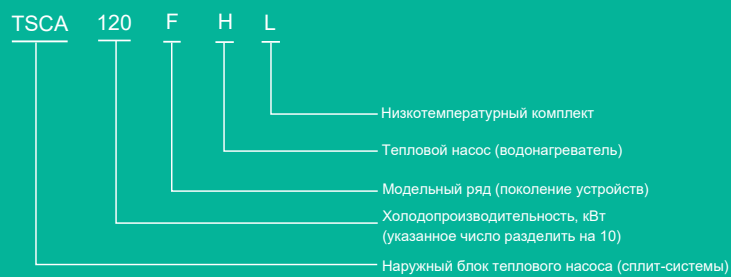 TSCA 120 F H L
Низкотемпературный комплект
Тепловой насос (водонагреватель)
Модельный ряд (поколение устройств)
Холодопроизводительность, кВт
(указанное число разделить на 10)
Наружный блок теплового насоса (сплит-системы)